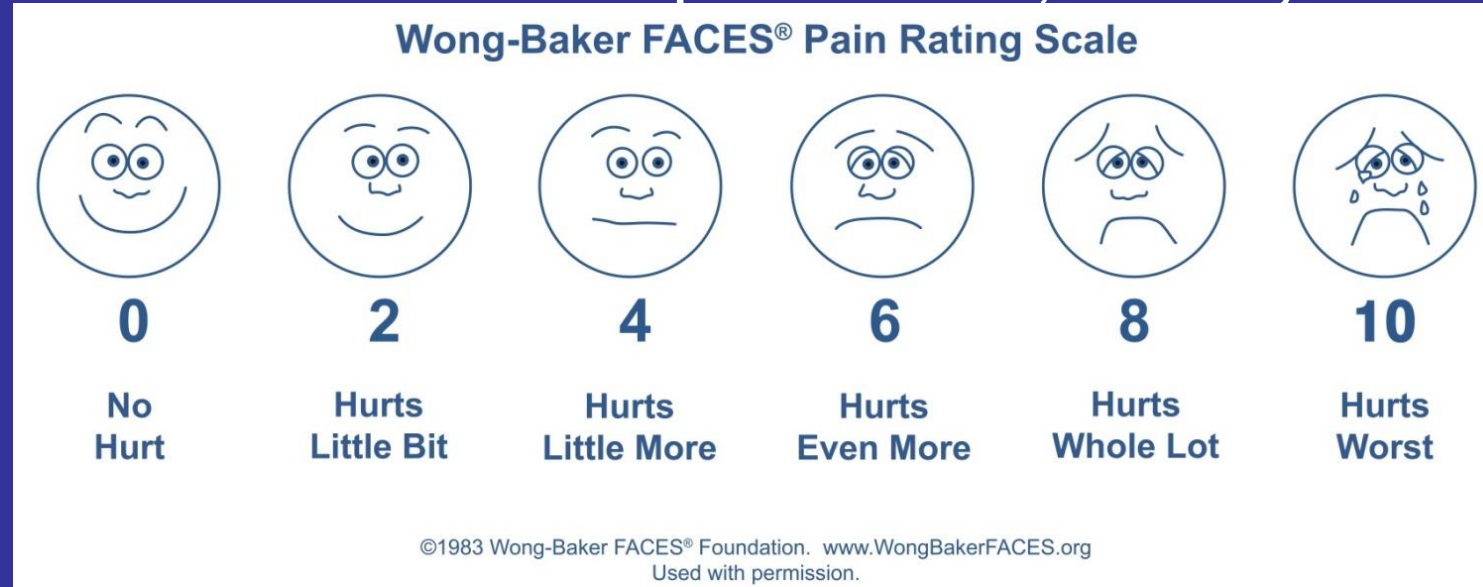 Wong-Baker FACES® Pain Rating Scale
0 2 4 6 8 10
No Hurts Hurts Hurts Hurts Hurts
Hurt Little Bit Little More Even More Whole Lot Worst
©1983 Wong-Baker FACES® Foundation. www.WongBakerFACES.org
Used with permission.